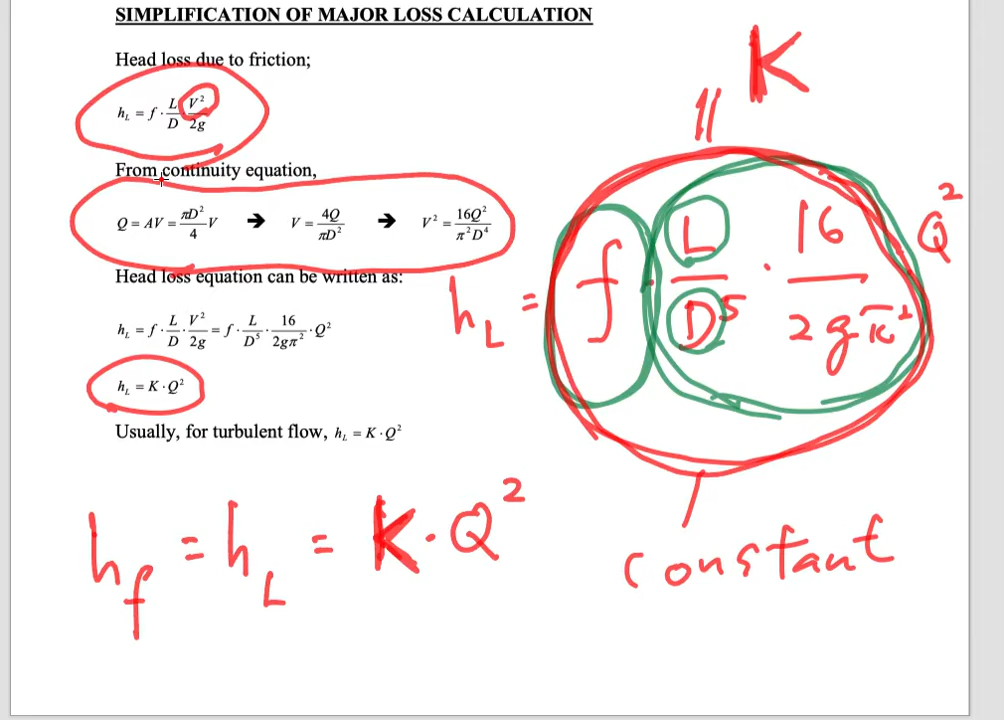 SIMPLIFICATION OF MAJOR LOSS CALCULATION
Head loss due to friction;
h_L = f · L/D V²/2g
From continuity equation,
Q = AV = πD²/4 V ➔ V = 4Q/πD² ➔ V² = 16Q²/π²D⁴
Head loss equation can be written as:
h_L = f · L/D · V²/2g = f · L/D⁵ · 16/2gπ² · Q²
h_L = K · Q²
Usually, for turbulent flow, h_L = K · Q²
K
||
h_L = f · L/D⁵ · 16/2gπ² Q²
constant
h_f = h_L = K · Q²